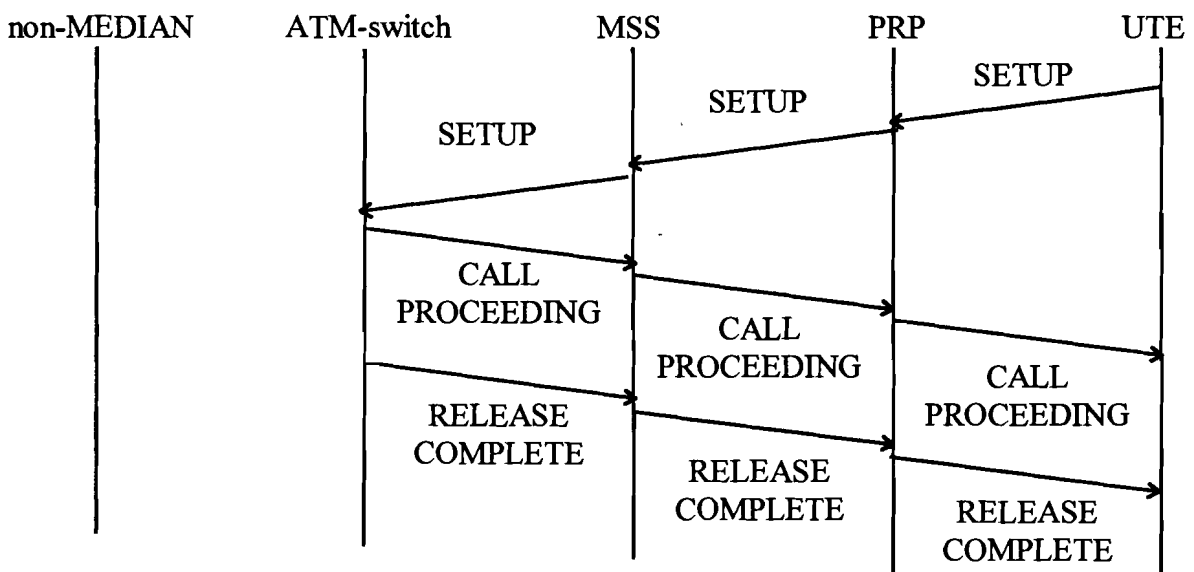 non-MEDIAN ATM-switch MSS PRP UTE
SETUP
SETUP
SETUP
CALL
PROCEEDING
CALL
PROCEEDING
CALL
PROCEEDING
RELEASE
COMPLETE
RELEASE
COMPLETE
RELEASE
COMPLETE